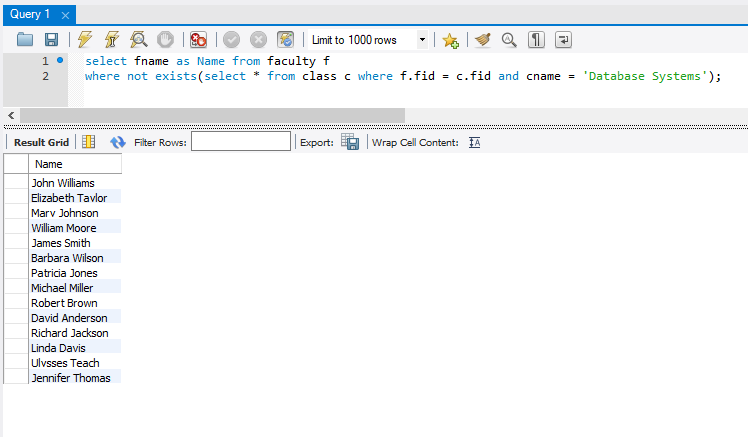 Query 1
Limit to 1000 rows
1 select fname as Name from faculty f
2 where not exists(select * from class c where f.fid = c.fid and cname = 'Database Systems');
Result Grid Filter Rows: Export: Wrap Cell Content:
Name
John Williams
Elizabeth Taylor
Mary Johnson
William Moore
James Smith
Barbara Wilson
Patricia Jones
Michael Miller
Robert Brown
David Anderson
Richard Jackson
Linda Davis
Ulysses Teach
Jennifer Thomas